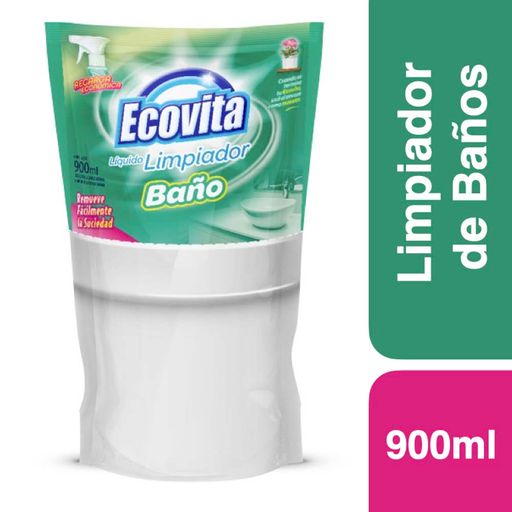 RECARGA
ECONÓMICA
Ecovita
Líquido Limpiador
Baño
900ml
Remueve
Fácilmente
la Suciedad
Limpiador
de Baños
900ml